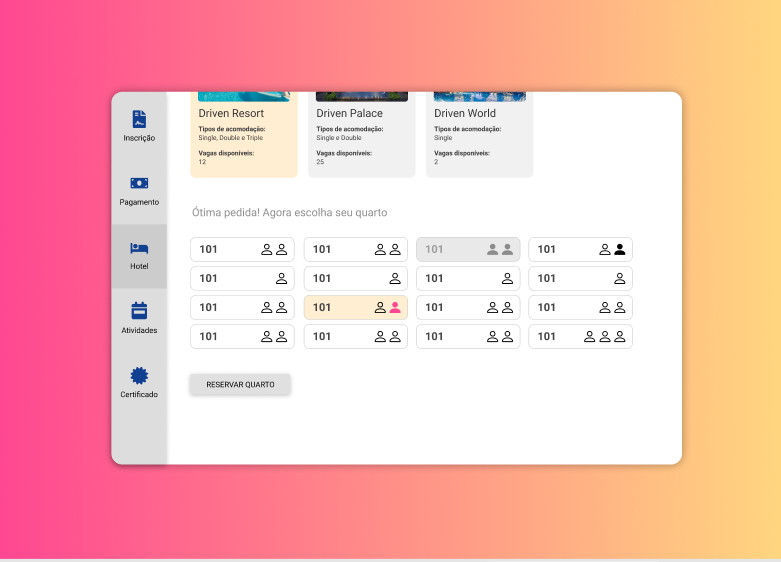 Inscrição
Pagamento
Hotel
Atividades
Certificado
Driven Resort
Tipos de acomodação:
Single, Double e Triple
Vagas disponíveis:
12
Driven Palace
Tipos de acomodação:
Single e Double
Vagas disponíveis:
25
Driven World
Tipos de acomodação:
Single
Vagas disponíveis:
2
Ótima pedida! Agora escolha seu quarto
101 101 101 101
101 101 101 101
101 101 101 101
101 101 101 101
RESERVAR QUARTO